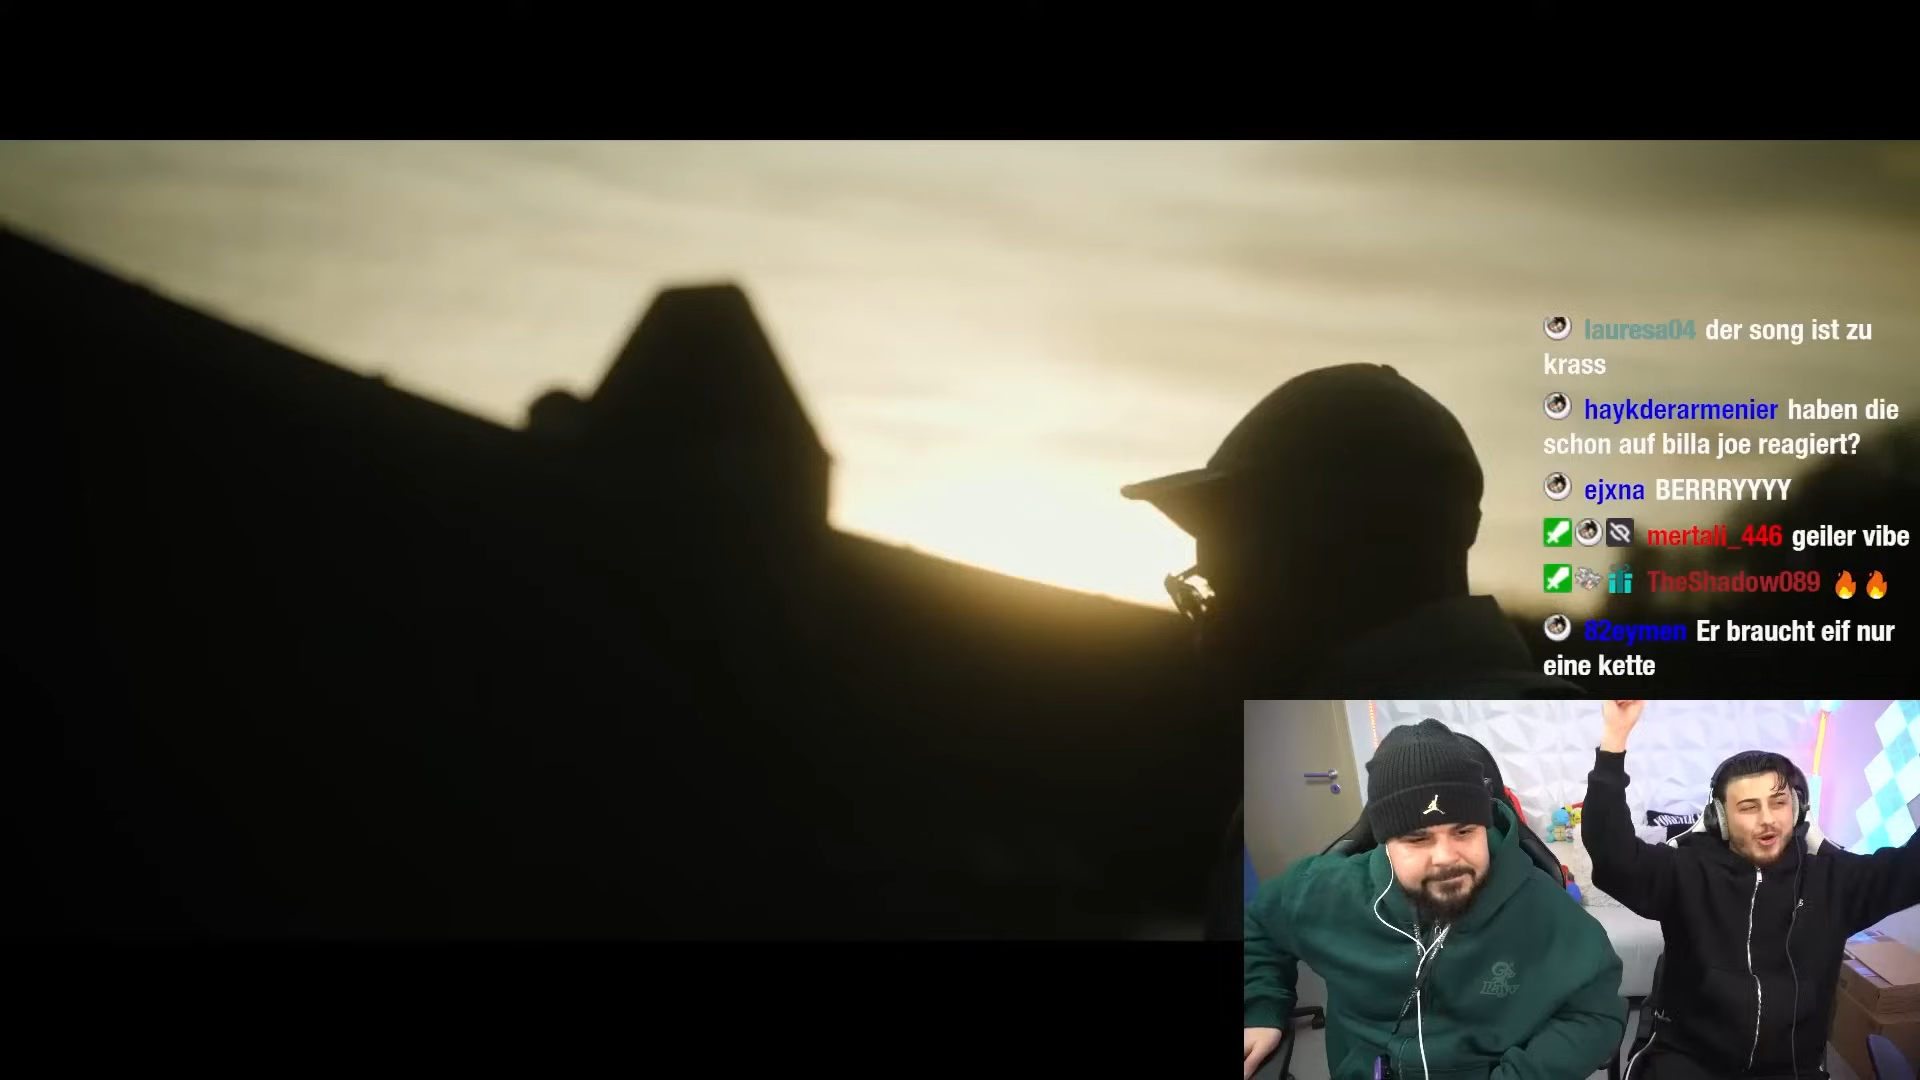 lauresa04 der song ist zu
krass
haykderarmenier haben die
schon auf billa joe reagiert?
ejxna BERRRYYYY
mertali_446 geiler vibe
TheShadow089 🔥🔥
82eymen Er braucht eif nur
eine kette